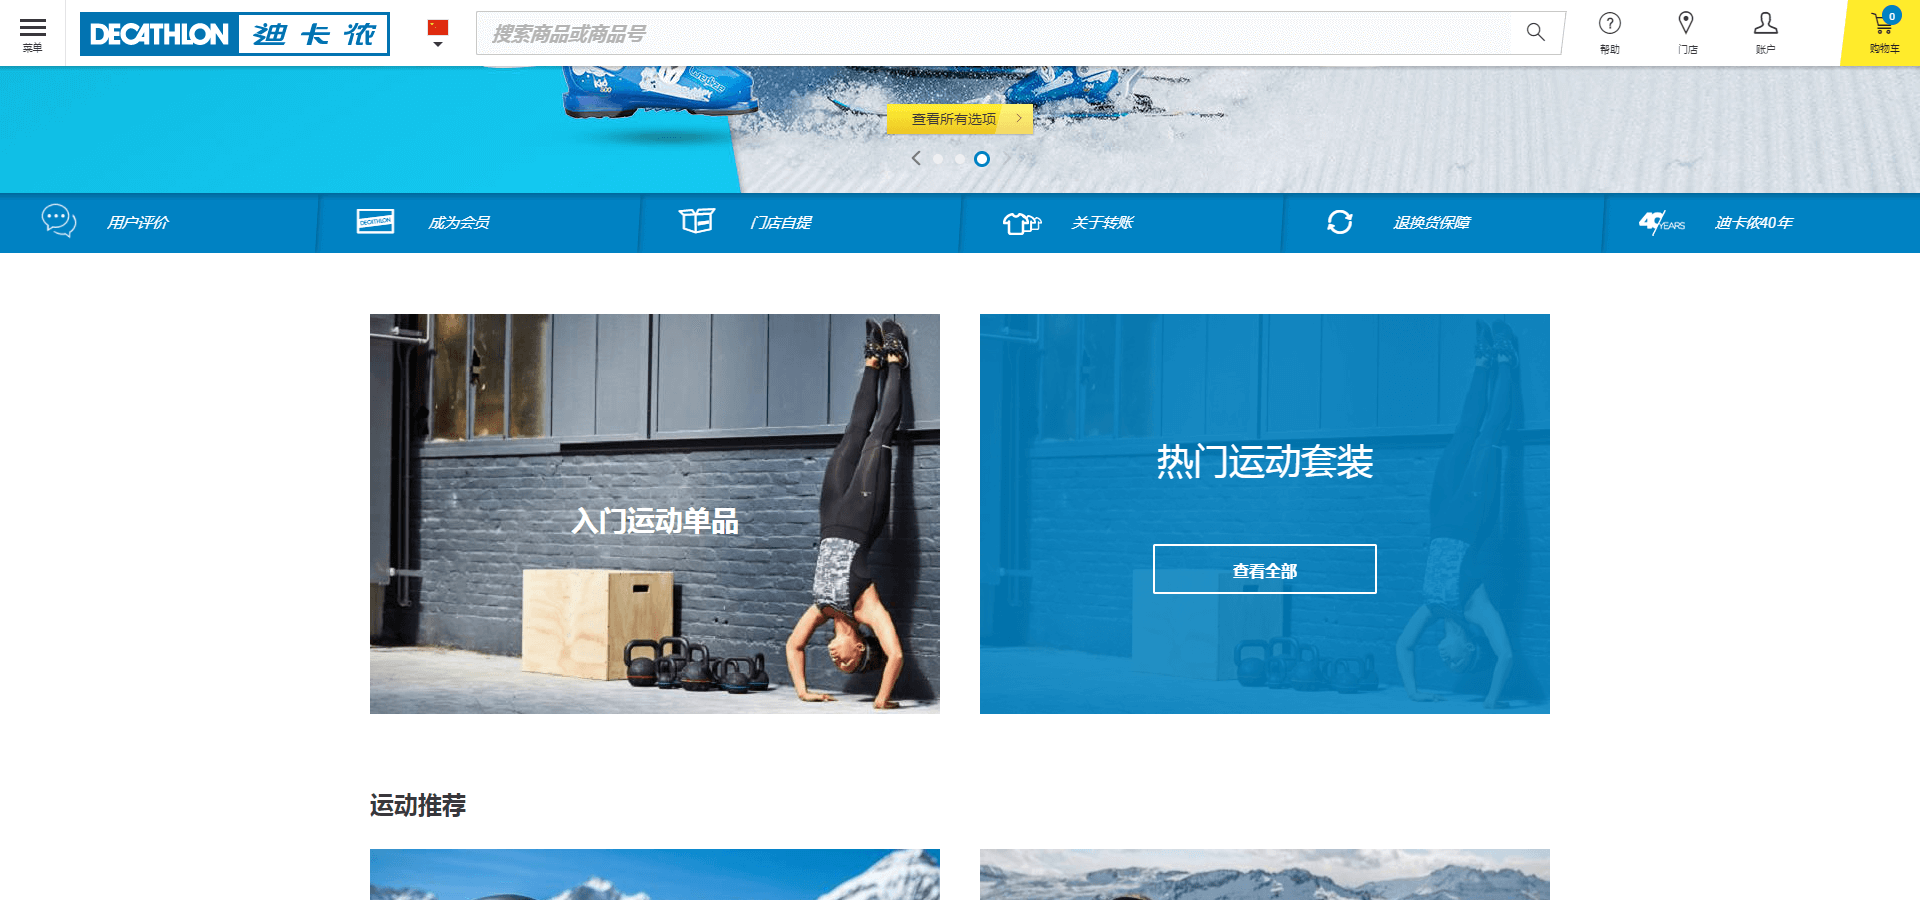 菜单
DECATHLON 迪卡侬
搜索商品或商品号
帮助
门店
账户
0
购物车
kid
500
wedze
查看所有选项
用户评价
DECATHLON
成为会员
门店自提
关于转账
退换货保障
40 YEARS
迪卡侬40年
入门运动单品
热门运动套装
查看全部
运动推荐